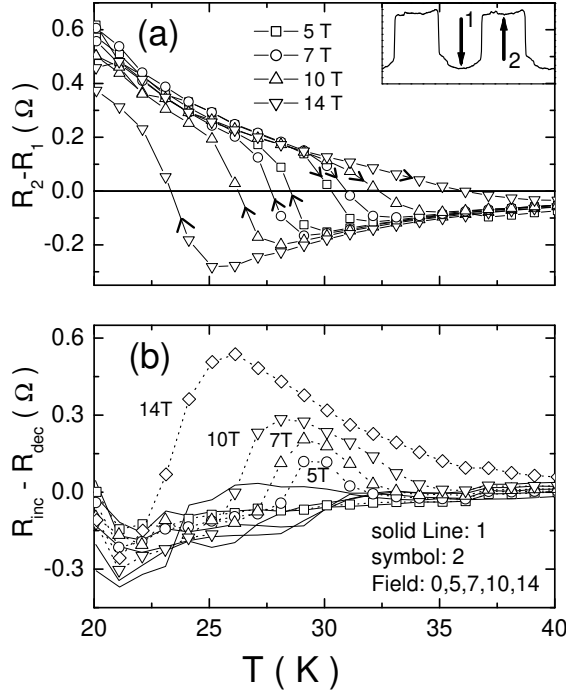 0.6
0.4
0.2
0.0
-0.2
R₂-R₁ (Ω)
(a)
5 T
7 T
10 T
14 T
1
2
0.6
0.3
0.0
-0.3
R_inc - R_dec (Ω)
(b)
14T
10T
7T
5T
solid Line: 1
symbol: 2
Field: 0,5,7,10,14
20 25 30 35 40
T ( K )